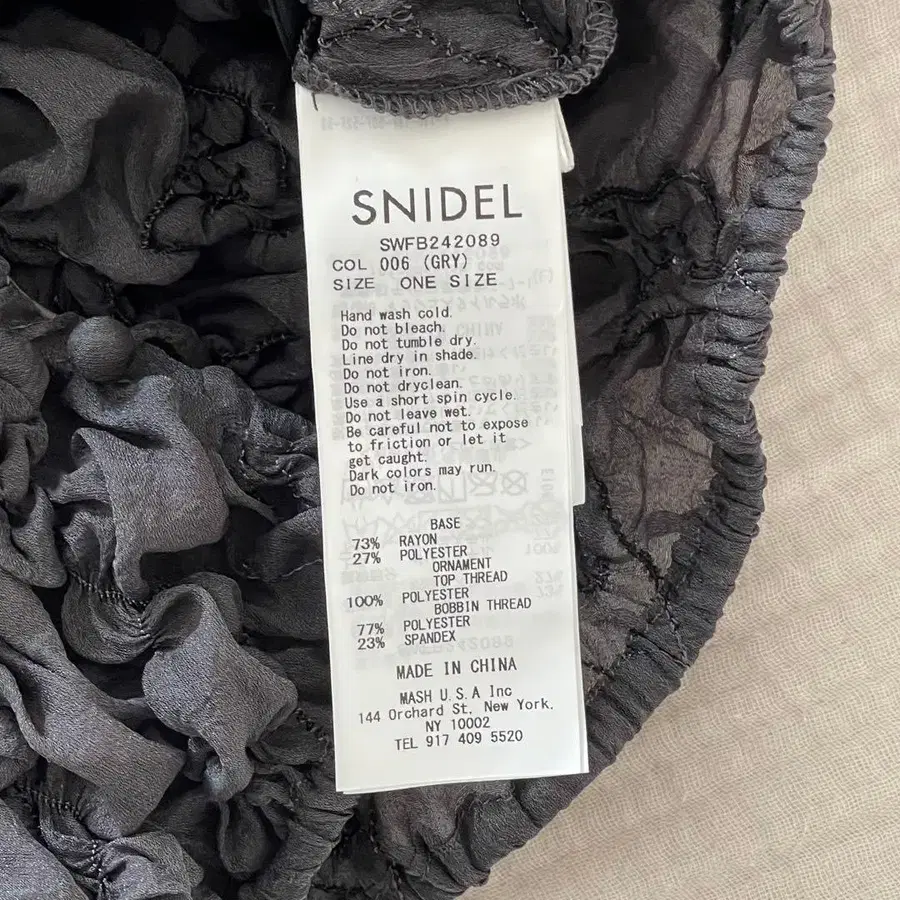 SNIDEL
SWFB242089
COL 006 (GRY)
SIZE ONE SIZE
Hand wash cold.
Do not bleach.
Do not tumble dry.
Line dry in shade.
Do not iron.
Do not dryclean.
Use a short spin cycle.
Do not leave wet.
Be careful not to expose
to friction or let it
get caught.
Dark colors may run.
Do not iron.
BASE
73% RAYON
27% POLYESTER
ORNAMENT
TOP THREAD
100% POLYESTER
BOBBIN THREAD
77% POLYESTER
23% SPANDEX
MADE IN CHINA
MASH U.S.A Inc
144 Orchard St, New York.
NY 10002
TEL 917 409 5520